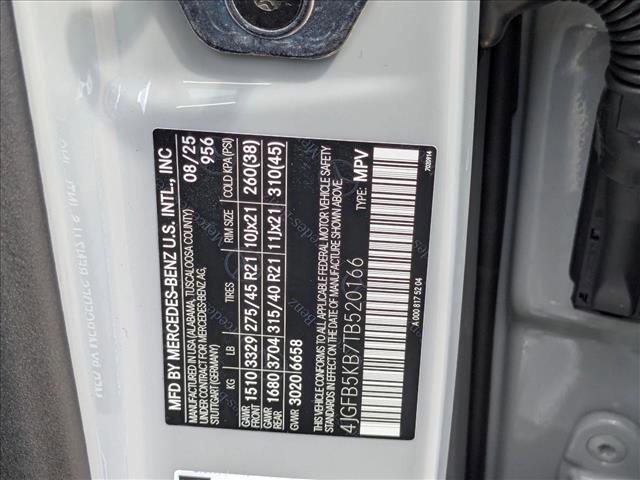 MFD BY MERCEDES-BENZ U.S. INTL., INC
MANUFACTURED IN USA (ALABAMA, TUSCALOOSA COUNTY) 08/25
UNDER CONTRACT FOR MERCEDES-BENZ AG, 956
STUTTGART (GERMANY)
KG LB TIRES RIM SIZE COLD KPA (PSI)
GAWR FRONT 1510 3329 275/45 R21 10Jx21 260(38)
GAWR REAR 1680 3704 315/40 R21 11Jx21 310(45)
GVWR 3020 6658
THIS VEHICLE CONFORMS TO ALL APPLICABLE FEDERAL MOTOR VEHICLE SAFETY
STANDARDS IN EFFECT ON THE DATE OF MANUFACTURE SHOWN ABOVE.
4JGFB5KB7TB520166 TYPE: MPV
A 000 817 52 04 7020914